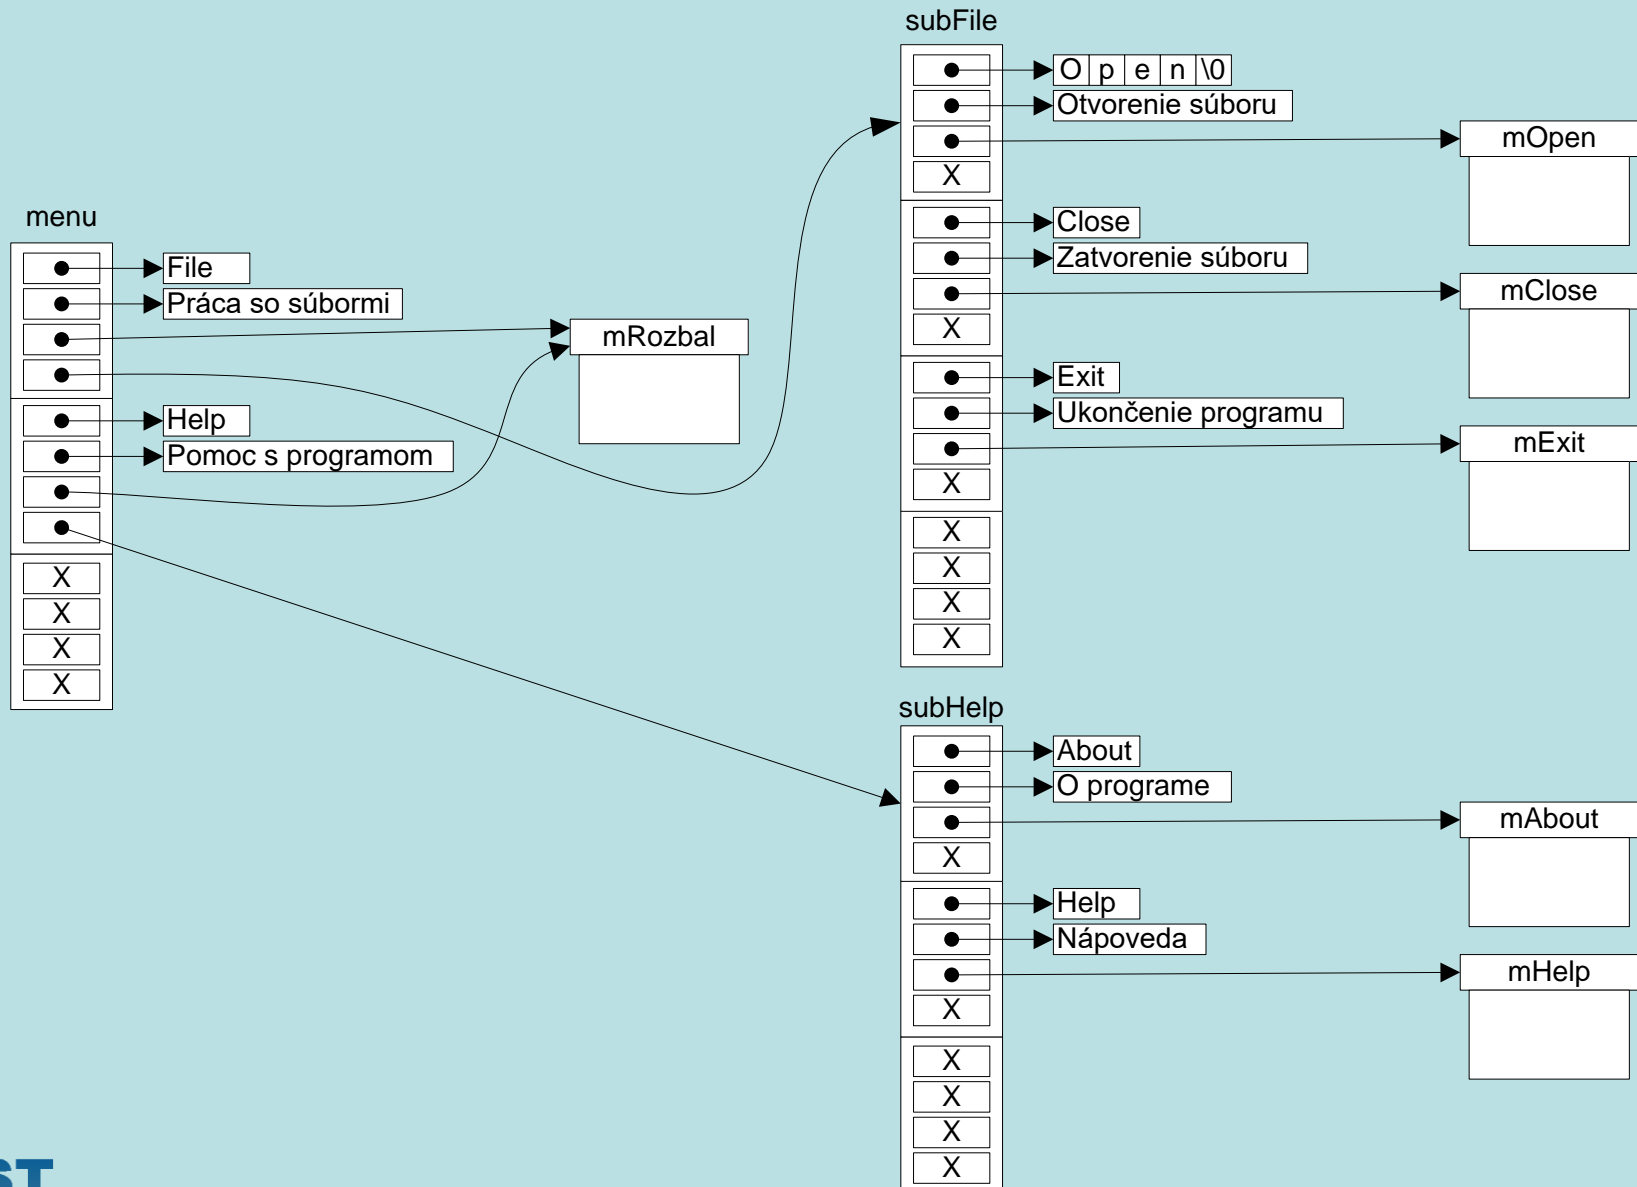 subFile
O p e n \0
Otvorenie súboru
mOpen
X
Close
Zatvorenie súboru
mClose
X
Exit
Ukončenie programu
mExit
X
X
X
X
X
menu
File
Práca so súbormi
mRozbal
Help
Pomoc s programom
X
X
X
X
subHelp
About
O programe
mAbout
X
Help
Nápoveda
mHelp
X
X
X
X
X
ST